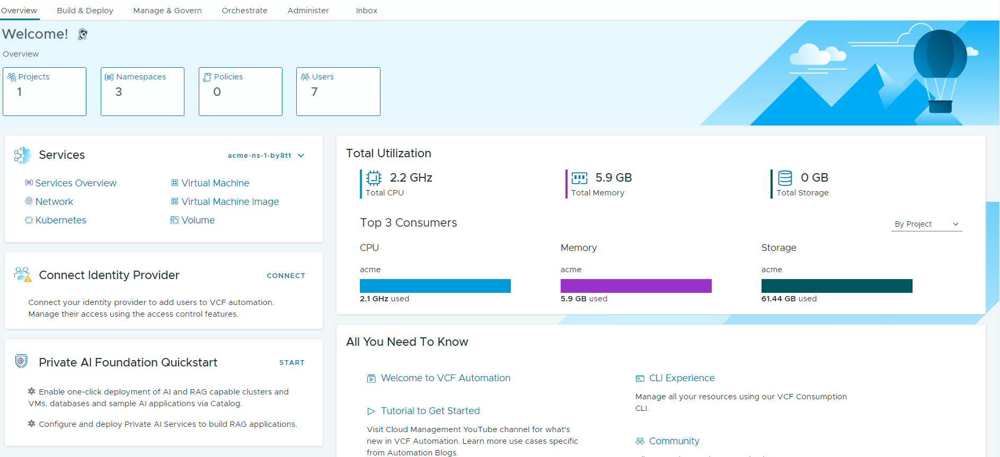 Overview Build & Deploy Manage & Govern Orchestrate Administer Inbox
Welcome!
Overview
Projects
1
Namespaces
3
Policies
0
Users
7
Services acme-ns-1-by8tt
Services Overview Virtual Machine
Network Virtual Machine Image
Kubernetes Volume
Connect Identity Provider CONNECT
Connect your identity provider to add users to VCF automation.
Manage their access using the access control features.
Private AI Foundation Quickstart START
Enable one-click deployment of AI and RAG capable clusters and
VMs, databases and sample AI applications via Catalog.
Configure and deploy Private AI Services to build RAG applications.
Total Utilization
2.2 GHz
Total CPU
5.9 GB
Total Memory
0 GB
Total Storage
Top 3 Consumers By Project
CPU
acme
2.1 GHz used
Memory
acme
5.9 GB used
Storage
acme
61.44 GB used
All You Need To Know
Welcome to VCF Automation
Tutorial to Get Started
Visit Cloud Management YouTube channel for what's
new in VCF Automation. Learn more use cases specific
from Automation Blogs.
CLI Experience
Manage all your resources using our VCF Consumption
CLI.
Community